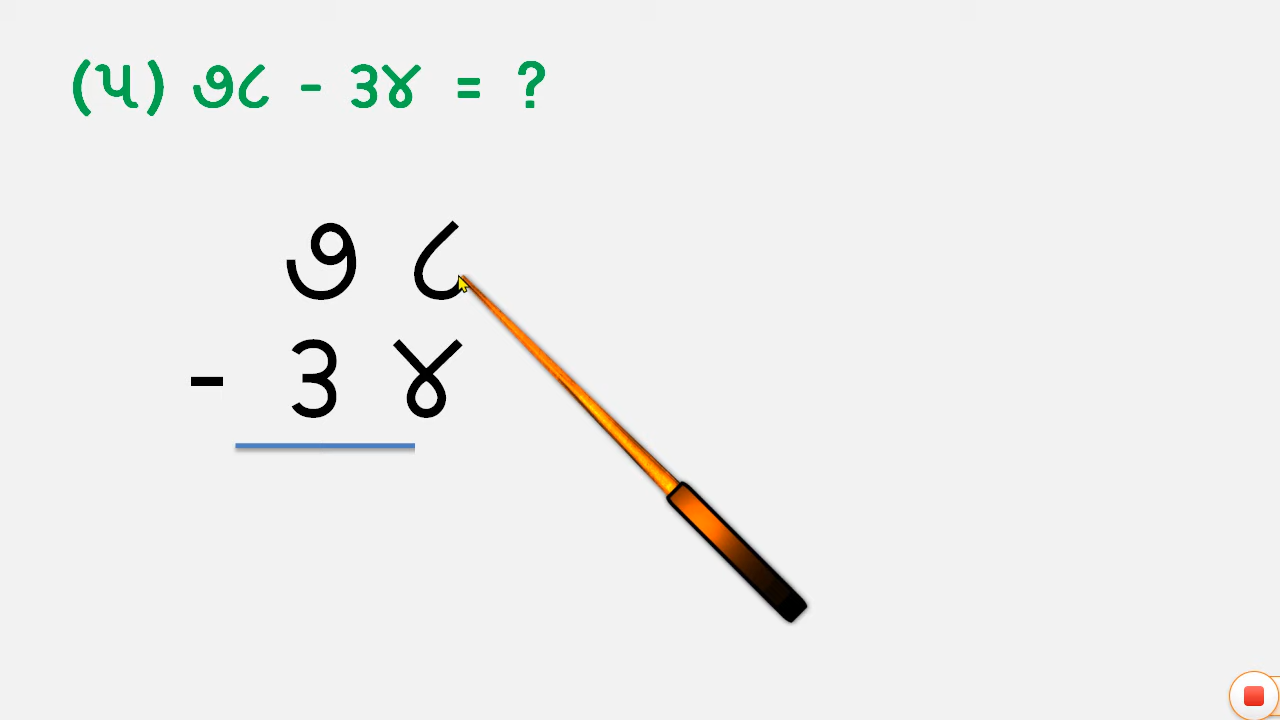 (૫) ૭૮ - ૩૪ = ?
૭ ૮
- ૩ ૪